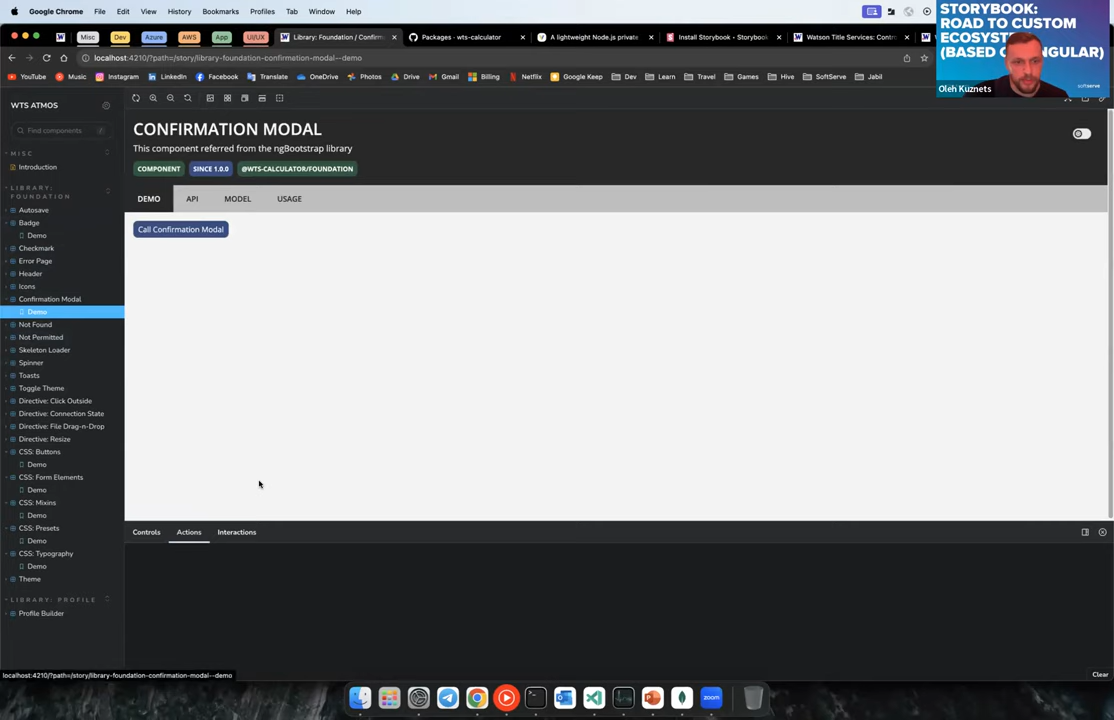 Google Chrome File Edit View History Bookmarks Profiles Tab Window Help
Misc Dev Azure AWS App UI/UX Library: Foundation / Confirm Packages - wts-calculator A lightweight Node.js private Install Storybook • Storybook Watson Title Services: Contr
localhost:4210/?path=/story/library-foundation-confirmation-modal--demo
YouTube Music Instagram LinkedIn Facebook Translate OneDrive Photos Drive Gmail Billing Netflix Google Keep Dev Learn Travel Games Hive SoftServe Jabil
STORYBOOK:
ROAD TO CUSTOM
ECOSYST
(BASED NGULAR)
softserve
Oleh Kuznets
WTS ATMOS
Find components /
MISC
Introduction
LIBRARY:
FOUNDATION
Autosave
Badge
Demo
Checkmark
Error Page
Header
Icons
Confirmation Modal
Demo
Not Found
Not Permitted
Skeleton Loader
Spinner
Toasts
Toggle Theme
Directive: Click Outside
Directive: Connection State
Directive: File Drag-n-Drop
Directive: Resize
CSS: Buttons
Demo
CSS: Form Elements
Demo
CSS: Mixins
Demo
CSS: Presets
Demo
CSS: Typography
Demo
Theme
LIBRARY: PROFILE
Profile Builder
CONFIRMATION MODAL
This component referred from the ngBootstrap library
COMPONENT SINCE 1.0.0 @WTS-CALCULATOR/FOUNDATION
DEMO API MODEL USAGE
Call Confirmation Modal
Controls Actions Interactions
Clear
localhost:4210/?path=/story/library-foundation-confirmation-modal--demo
zoom